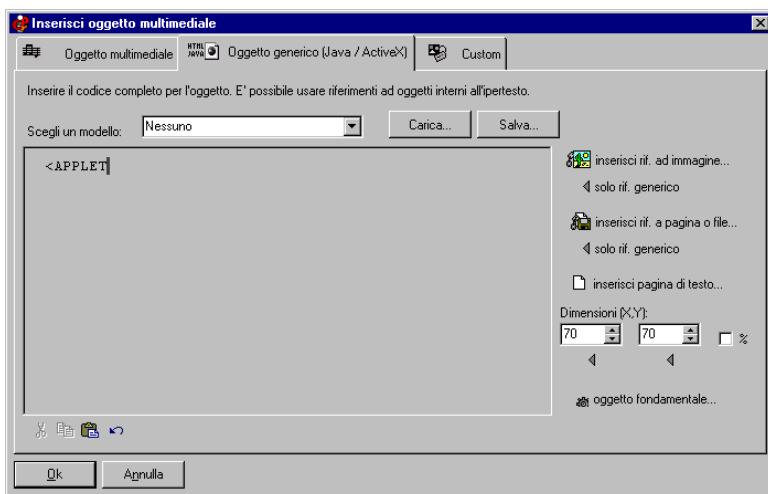 Inserisci oggetto multimediale
Oggetto multimediale
HTML
JAVA
Oggetto generico (Java / ActiveX)
Custom
Inserire il codice completo per l'oggetto. E' possibile usare riferimenti ad oggetti interni all'ipertesto.
Scegli un modello:
Nessuno
Carica...
Salva...
<APPLET
inserisci rif. ad immagine...
solo rif. generico
inserisci rif. a pagina o file...
solo rif. generico
inserisci pagina di testo...
Dimensioni (X,Y):
70
70
%
oggetto fondamentale...
Ok
Annulla